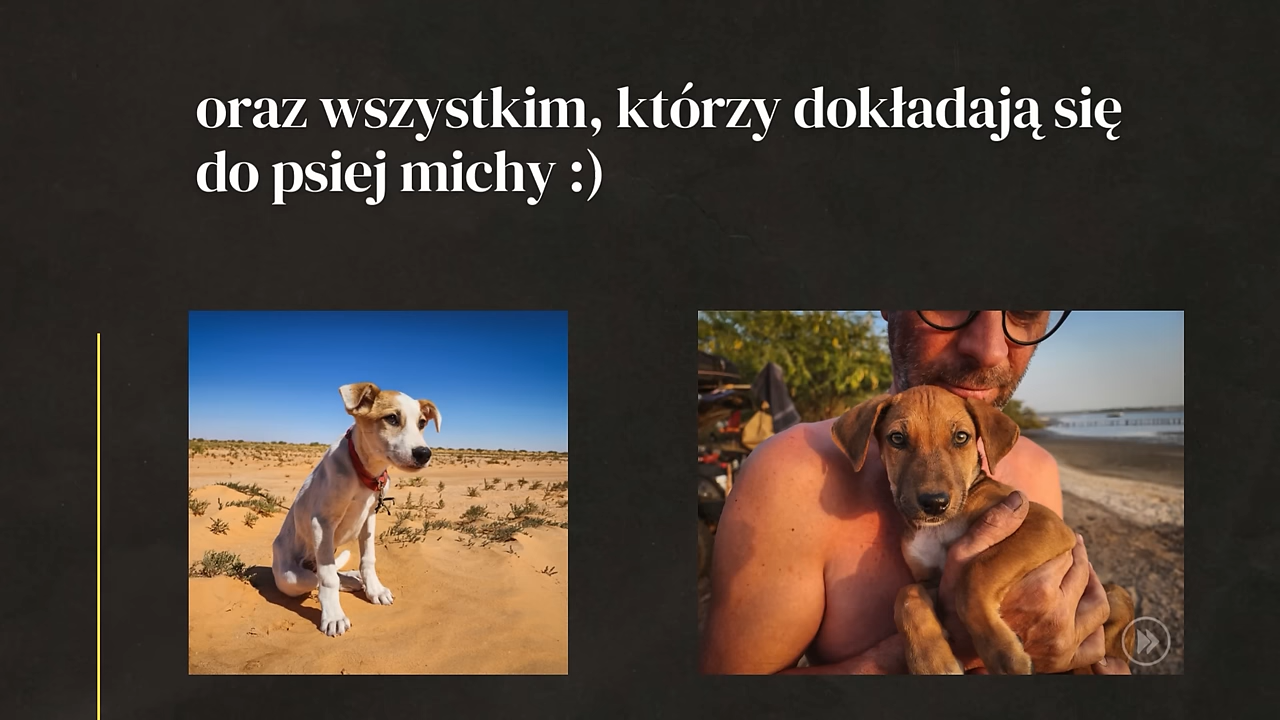 oraz wszystkim, którzy dokładają się
do psiej michy :)